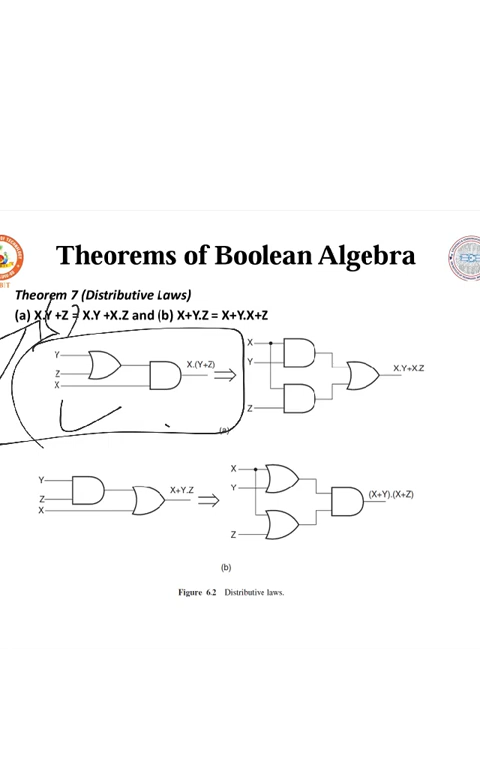 Theorems of Boolean Algebra
Theorem 7 (Distributive Laws)
(a) X.Y +Z = X.Y +X.Z and (b) X+Y.Z = X+Y.X+Z
Y
Z
X
X.(Y+Z)
X
Y
Z
X.Y+X.Z
(a)
Y
Z
X
X+Y.Z
X
Y
Z
(X+Y).(X+Z)
(b)
Figure 6.2 Distributive laws.